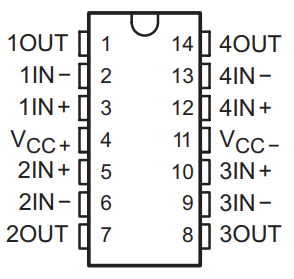 1OUT 1 14 4OUT
1IN− 2 13 4IN−
1IN+ 3 12 4IN+
VCC+ 4 11 VCC−
2IN+ 5 10 3IN+
2IN− 6 9 3IN−
2OUT 7 8 3OUT